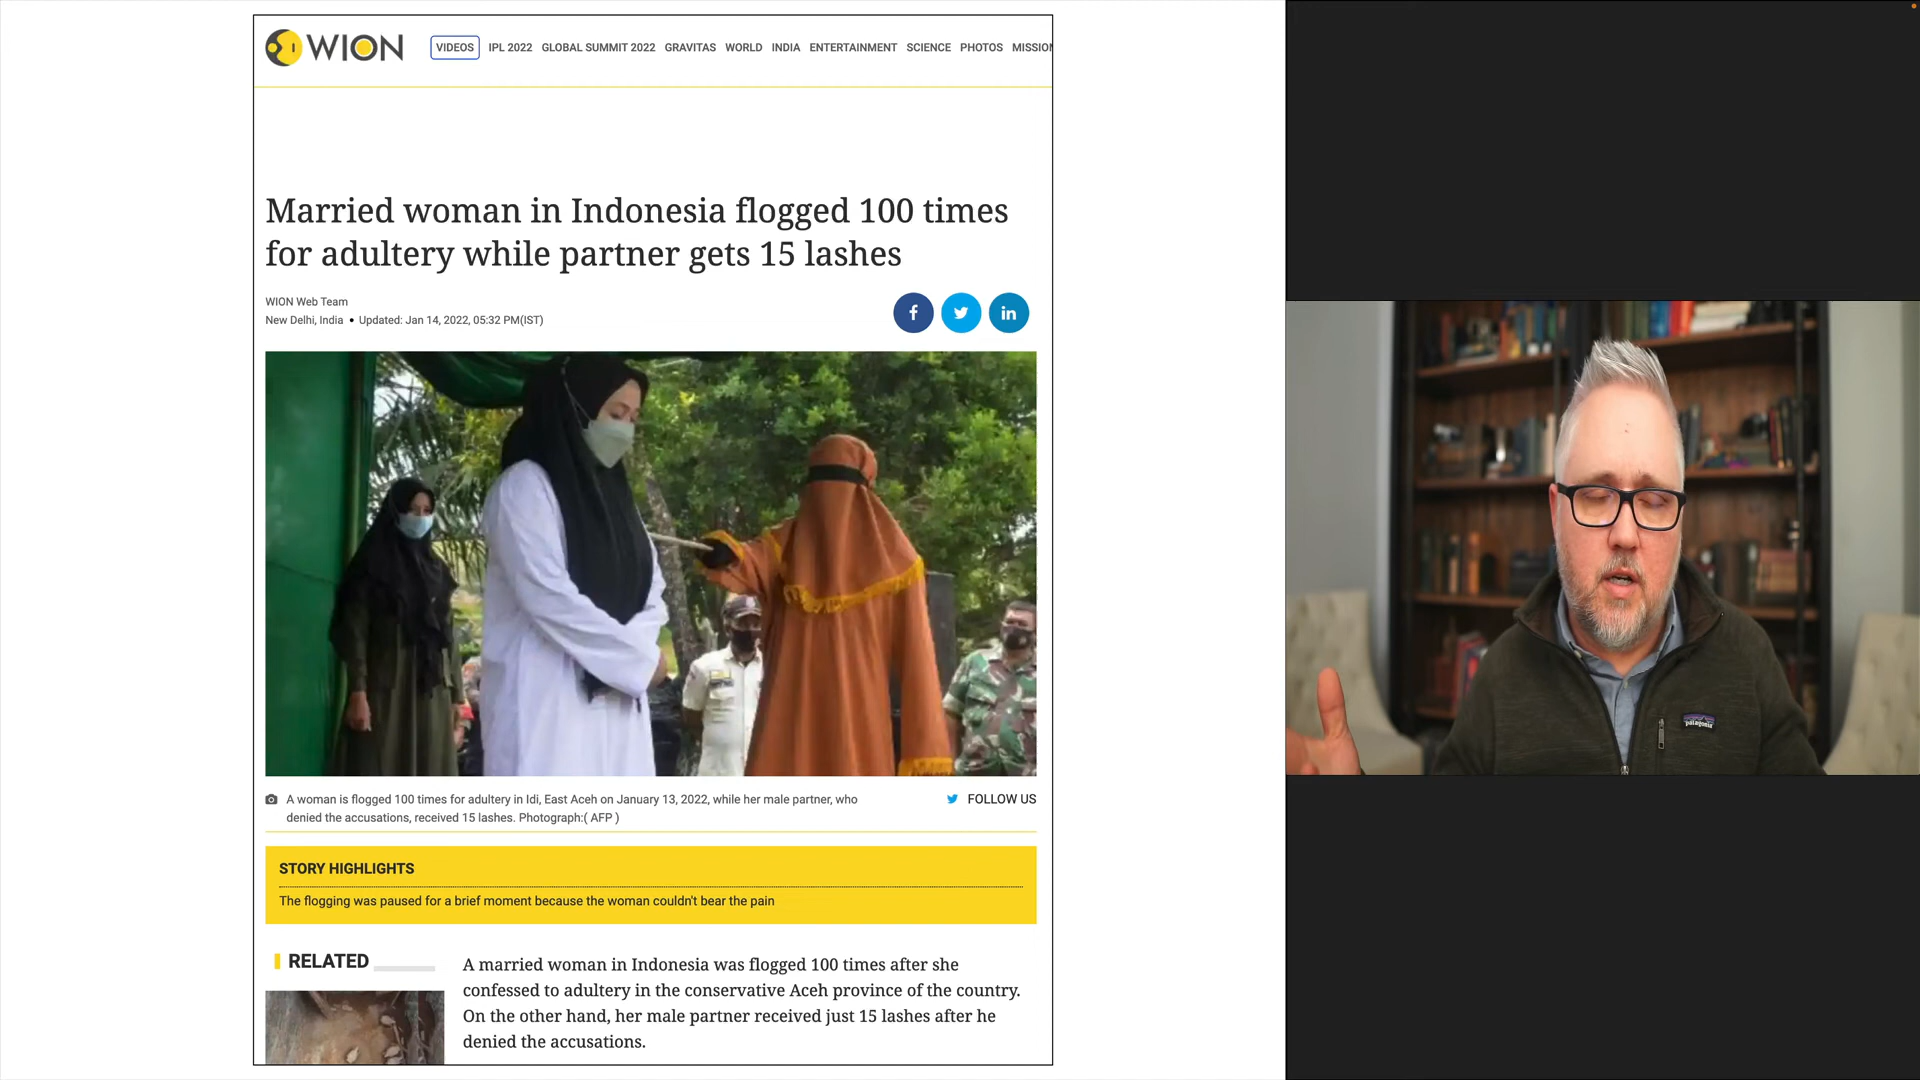 WION
VIDEOS IPL 2022 GLOBAL SUMMIT 2022 GRAVITAS WORLD INDIA ENTERTAINMENT SCIENCE PHOTOS MISSION
Married woman in Indonesia flogged 100 times
for adultery while partner gets 15 lashes
WION Web Team
New Delhi, India • Updated: Jan 14, 2022, 05:32 PM(IST)
A woman is flogged 100 times for adultery in Idi, East Aceh on January 13, 2022, while her male partner, who
denied the accusations, received 15 lashes. Photograph:( AFP )
FOLLOW US
STORY HIGHLIGHTS
The flogging was paused for a brief moment because the woman couldn't bear the pain
RELATED
A married woman in Indonesia was flogged 100 times after she
confessed to adultery in the conservative Aceh province of the country.
On the other hand, her male partner received just 15 lashes after he
denied the accusations.
patagonia